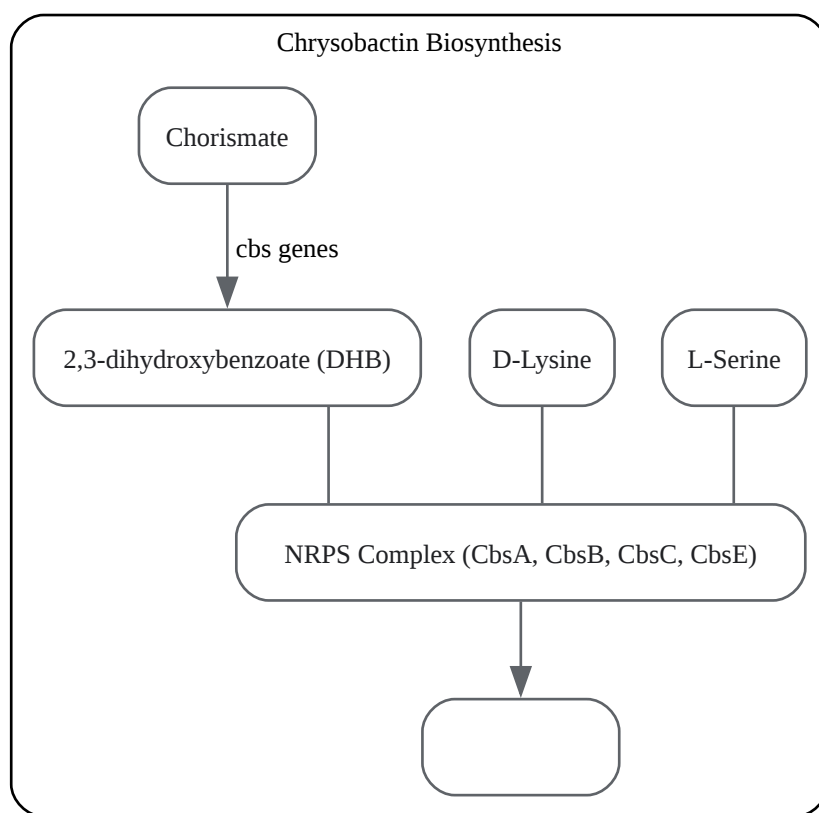 Chrysobactin Biosynthesis
Chorismate
cbs genes
2,3-dihydroxybenzoate (DHB)
D-Lysine
L-Serine
NRPS Complex (CbsA, CbsB, CbsC, CbsE)